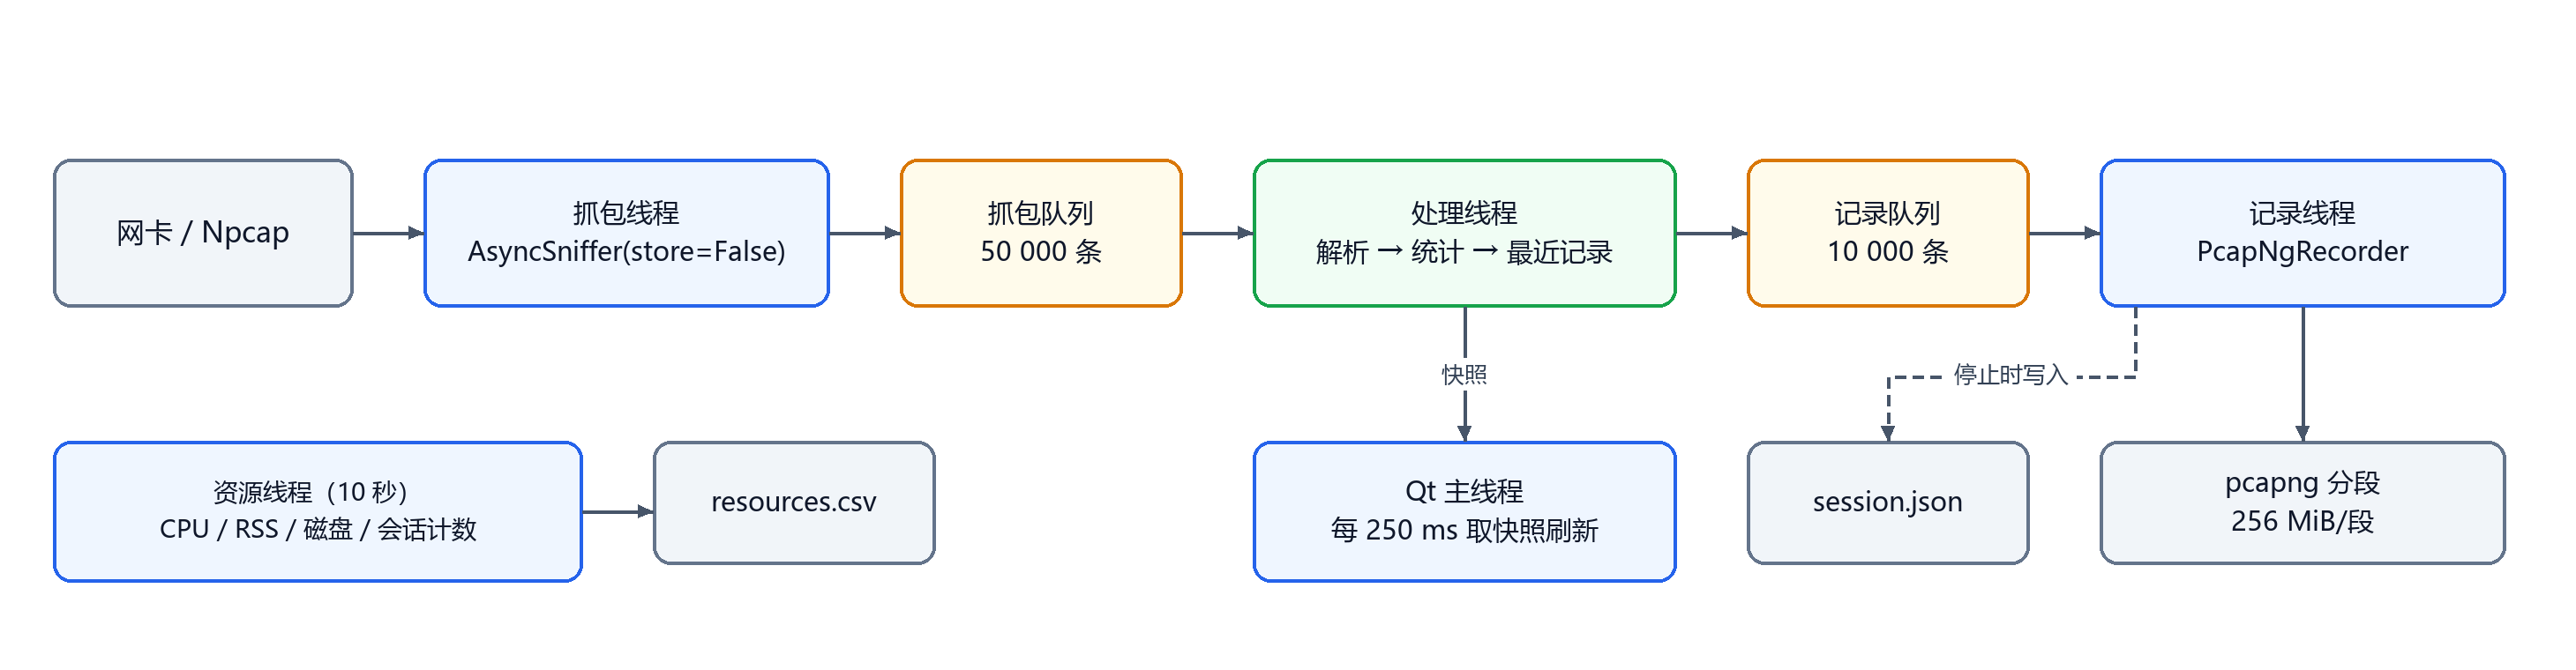 网卡 / Npcap
抓包线程
AsyncSniffer(store=False)
抓包队列
50 000 条
处理线程
解析 → 统计 → 最近记录
记录队列
10 000 条
记录线程
PcapNgRecorder
快照
停止时写入
资源线程（10 秒）
CPU / RSS / 磁盘 / 会话计数
resources.csv
Qt 主线程
每 250 ms 取快照刷新
session.json
pcapng 分段
256 MiB/段